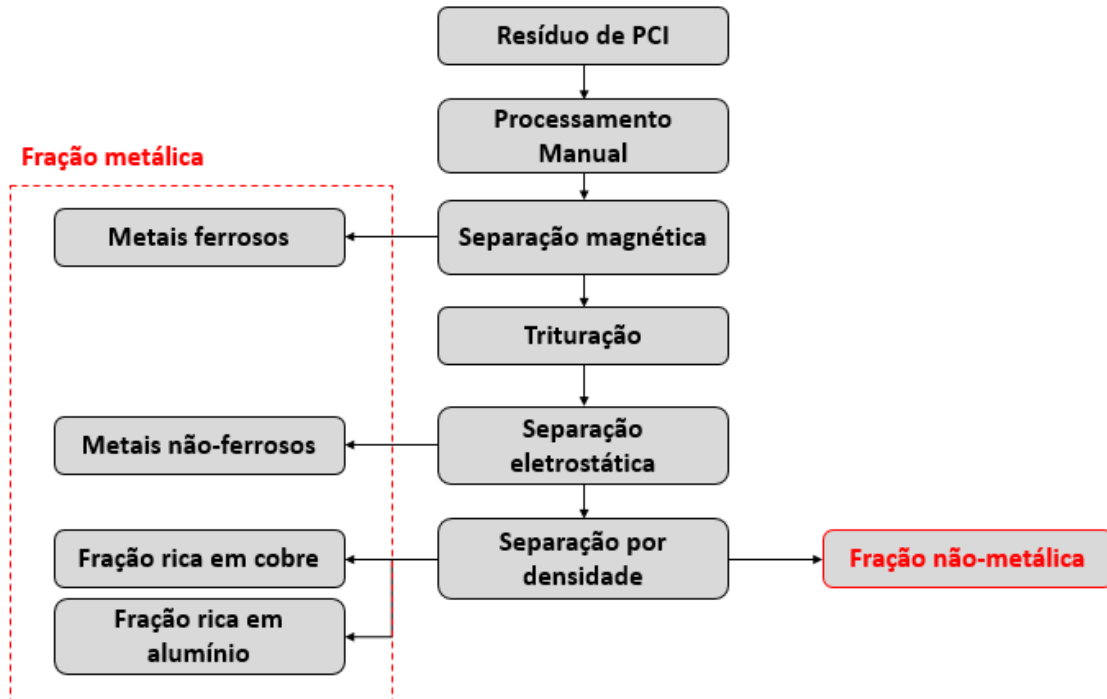 Resíduo de PCI
Processamento
Manual
Fração metálica
Metais ferrosos
Separação magnética
Trituração
Metais não-ferrosos
Separação
eletrostática
Fração rica em cobre
Separação por
densidade
Fração não-metálica
Fração rica em
alumínio